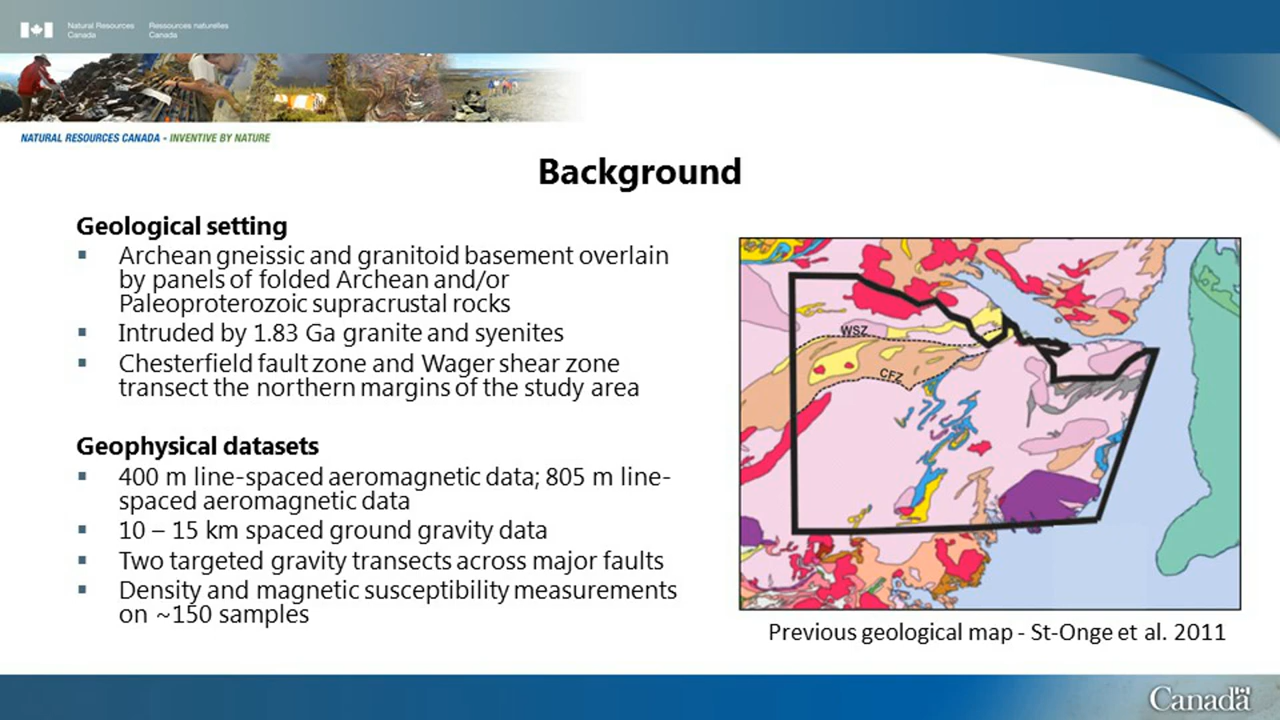 Natural Resources Ressources naturelles
Canada Canada
NATURAL RESOURCES CANADA - INVENTIVE BY NATURE
Background
Geological setting
▪ Archean gneissic and granitoid basement overlain
by panels of folded Archean and/or
Paleoproterozoic supracrustal rocks
▪ Intruded by 1.83 Ga granite and syenites
▪ Chesterfield fault zone and Wager shear zone
transect the northern margins of the study area
Geophysical datasets
▪ 400 m line-spaced aeromagnetic data; 805 m line-
spaced aeromagnetic data
▪ 10 – 15 km spaced ground gravity data
▪ Two targeted gravity transects across major faults
▪ Density and magnetic susceptibility measurements
on ~150 samples
WSZ
CFZ
Previous geological map - St-Onge et al. 2011
Canada